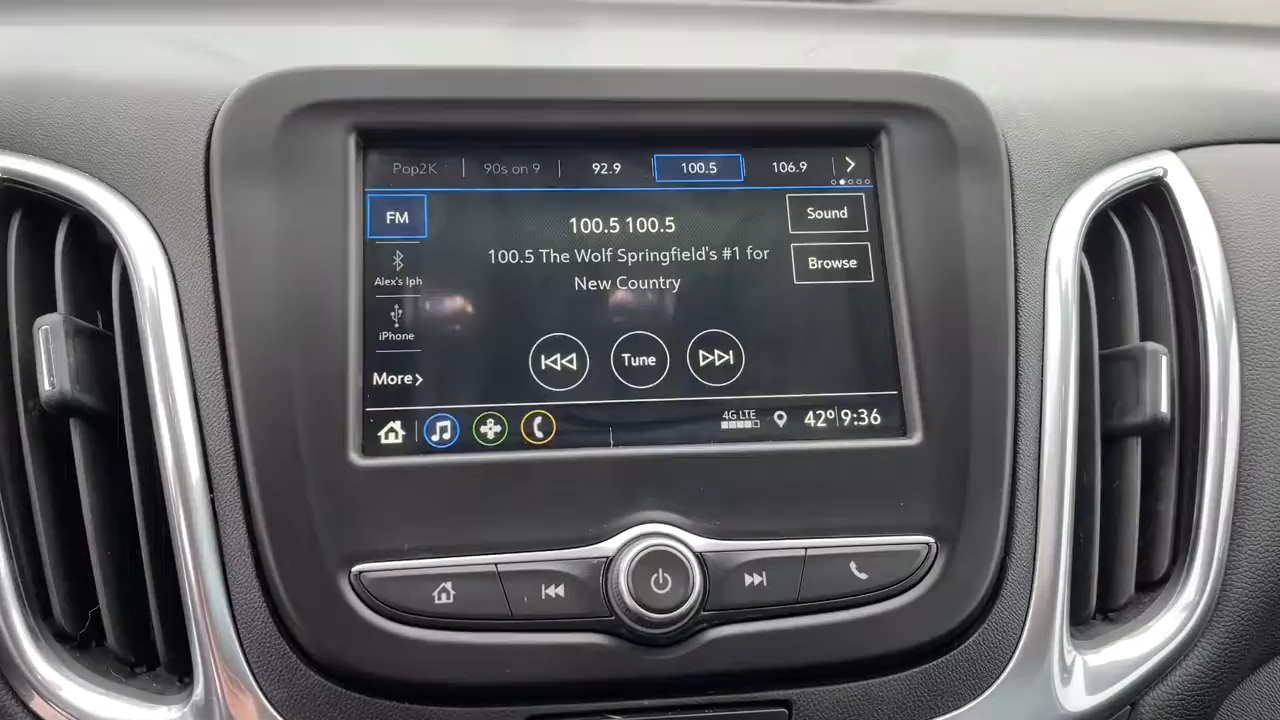 Pop2K 90s on 9 92.9 100.5 106.9
FM
100.5 100.5
Sound
100.5 The Wolf Springfield's #1 for
New Country
Browse
Alex's Iph
iPhone
Tune
More
4G LTE
42° 9:36